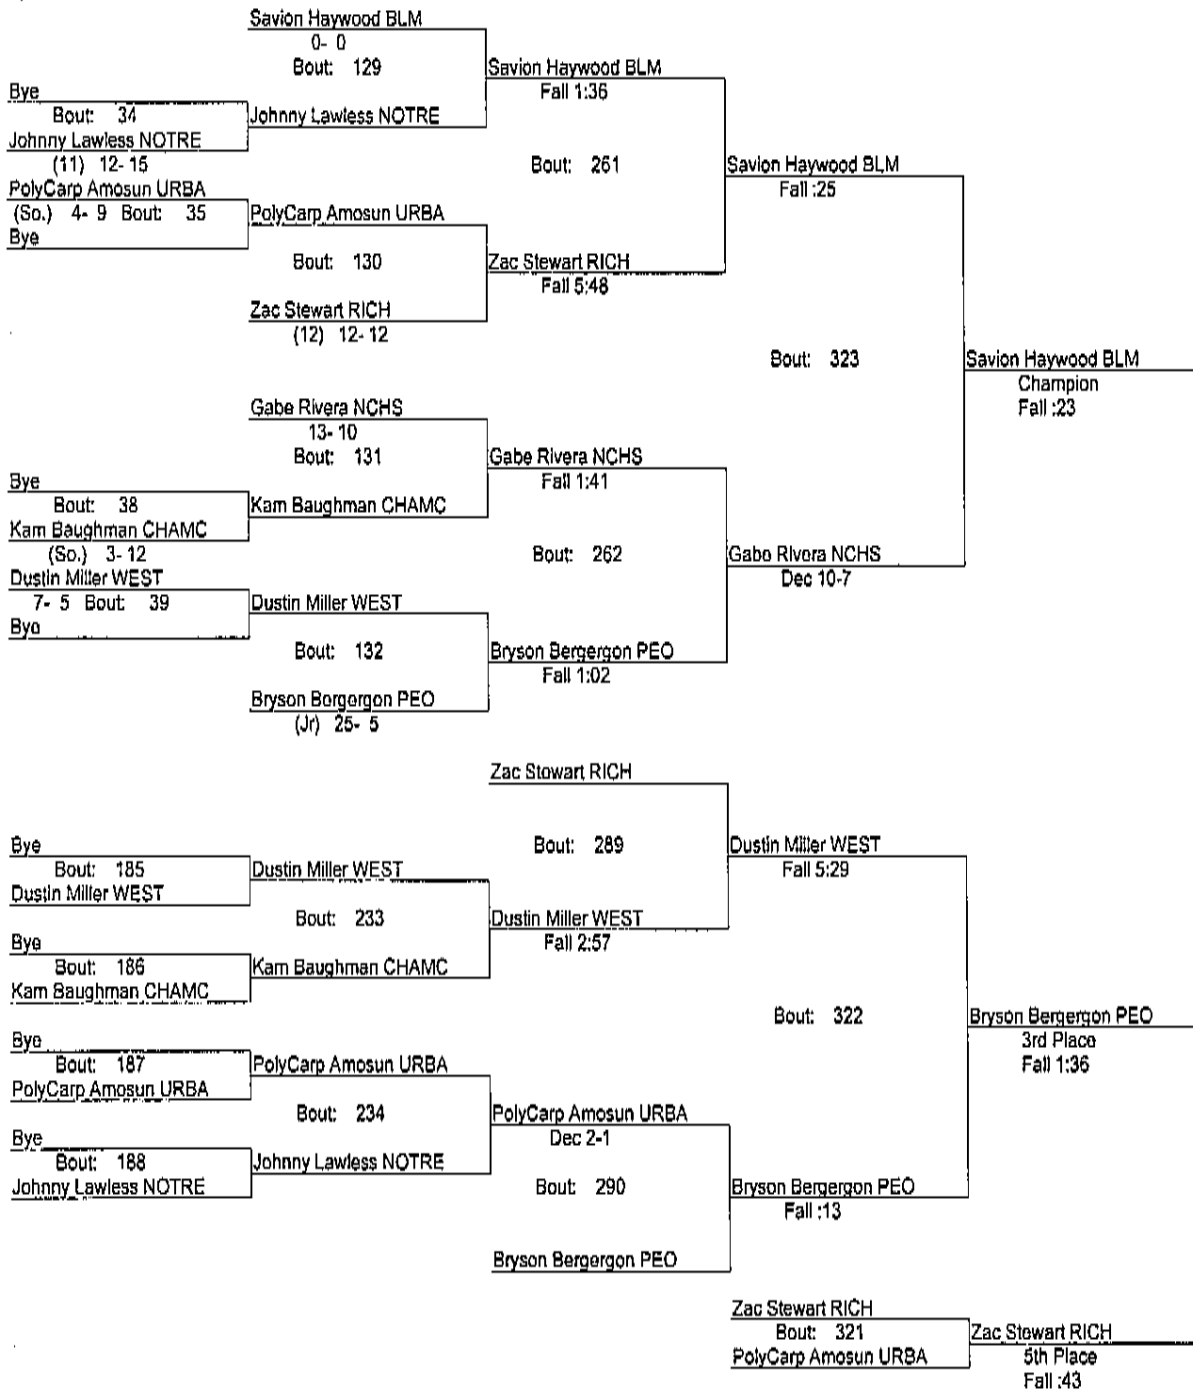 Savion Haywood BLM
0- 0
Bout: 129
Savion Haywood BLM
Fall 1:36
Bye
Bout: 34
Johnny Lawless NOTRE
Johnny Lawless NOTRE
(11) 12- 15
Bout: 261
Savion Haywood BLM
Fall :25
PolyCarp Amosun URBA
(So.) 4- 9 Bout: 35
PolyCarp Amosun URBA
Bye
Bout: 130
Zac Stewart RICH
Fall 5:48
Zac Stewart RICH
(12) 12- 12
Bout: 323
Savion Haywood BLM
Champion
Fall :23
Gabe Rivera NCHS
13- 10
Bout: 131
Gabe Rivera NCHS
Fall 1:41
Bye
Bout: 38
Kam Baughman CHAMC
Kam Baughman CHAMC
(So.) 3- 12
Bout: 262
Gabe Rivera NCHS
Dec 10-7
Dustin Miller WEST
7- 5 Bout: 39
Dustin Miller WEST
Bye
Bout: 132
Bryson Bergergon PEO
Fall 1:02
Bryson Bergergon PEO
(Jr) 25- 5
Zac Stewart RICH
Bout: 289
Dustin Miller WEST
Fall 5:29
Bye
Bout: 185
Dustin Miller WEST
Dustin Miller WEST
Bout: 233
Dustin Miller WEST
Fall 2:57
Bye
Bout: 186
Kam Baughman CHAMC
Kam Baughman CHAMC
Bout: 322
Bryson Bergergon PEO
3rd Place
Fall 1:36
Bye
Bout: 187
PolyCarp Amosun URBA
PolyCarp Amosun URBA
Bout: 234
PolyCarp Amosun URBA
Dec 2-1
Bye
Bout: 188
Johnny Lawless NOTRE
Johnny Lawless NOTRE
Bout: 290
Bryson Bergergon PEO
Fall :13
Bryson Bergergon PEO
Zac Stewart RICH
Bout: 321
Zac Stewart RICH
PolyCarp Amosun URBA
5th Place
Fall :43